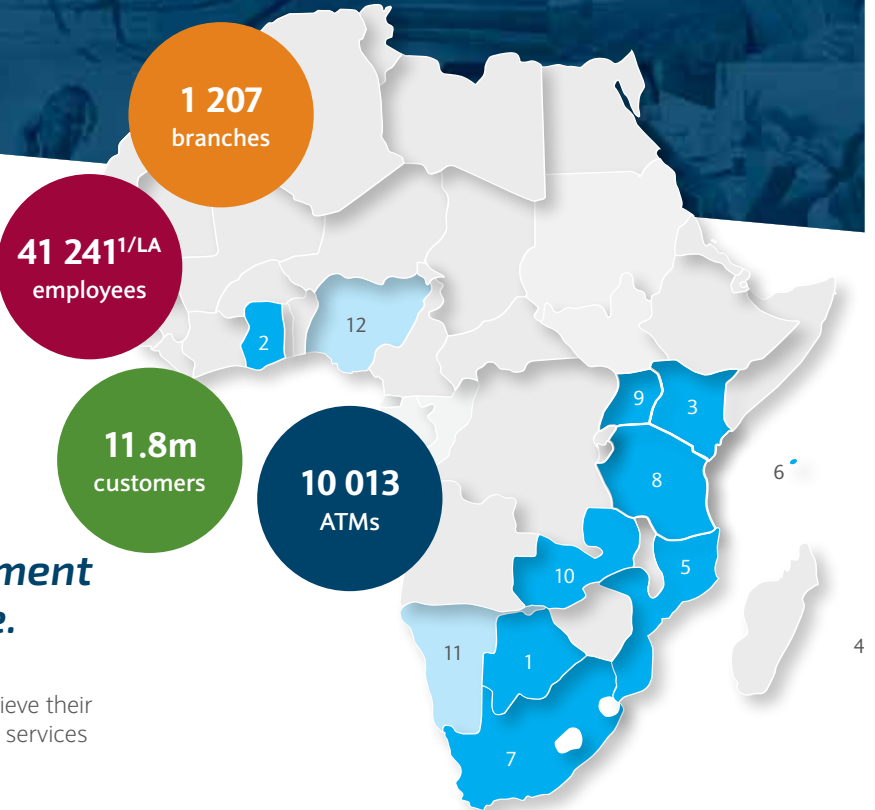 1 207
branches
41 241¹/LA
employees
11.8m
customers
10 013
ATMs
12
2
9
3
6
8
10
5
4
11
1
7
ment
e.
ieve their
services